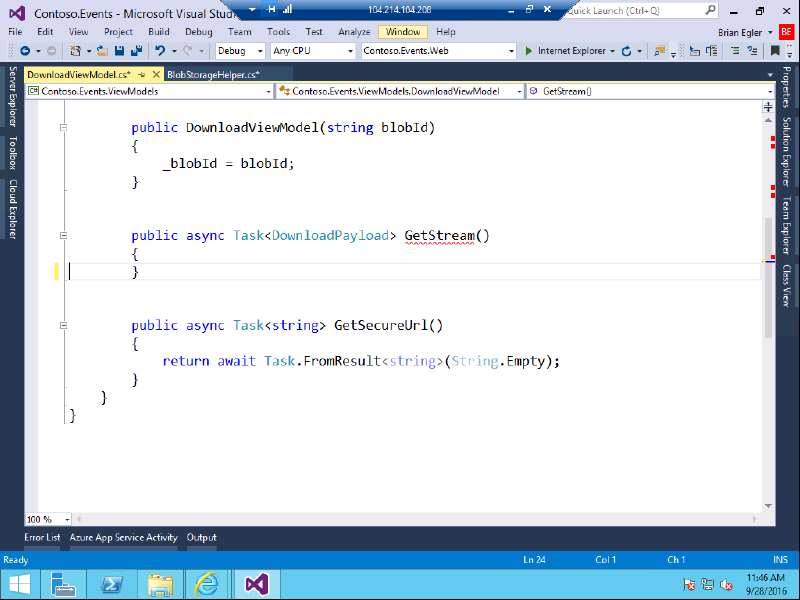 Contoso.Events - Microsoft Visual Stud
104.214.104.208
Quick Launch (Ctrl+Q)
File Edit View Project Build Debug Team Tools Test Analyze Window Help
Brian Egler BE
Debug Any CPU Contoso.Events.Web Internet Explorer
DownloadViewModel.cs* BlobStorageHelper.cs*
Contoso.Events.ViewModels Contoso.Events.ViewModels.DownloadViewModel GetStream()
Server Explorer
Toolbox
Cloud Explorer
public DownloadViewModel(string blobId)
{
_blobId = blobId;
}
public async Task<DownloadPayload> GetStream()
{
}
public async Task<string> GetSecureUrl()
{
return await Task.FromResult<string>(String.Empty);
}
}
}
Properties
Solution Explorer
Team Explorer
Class View
100 %
Error List Azure App Service Activity Output
Ready Ln 24 Col 1 Ch 1 INS
11:46 AM
9/28/2016